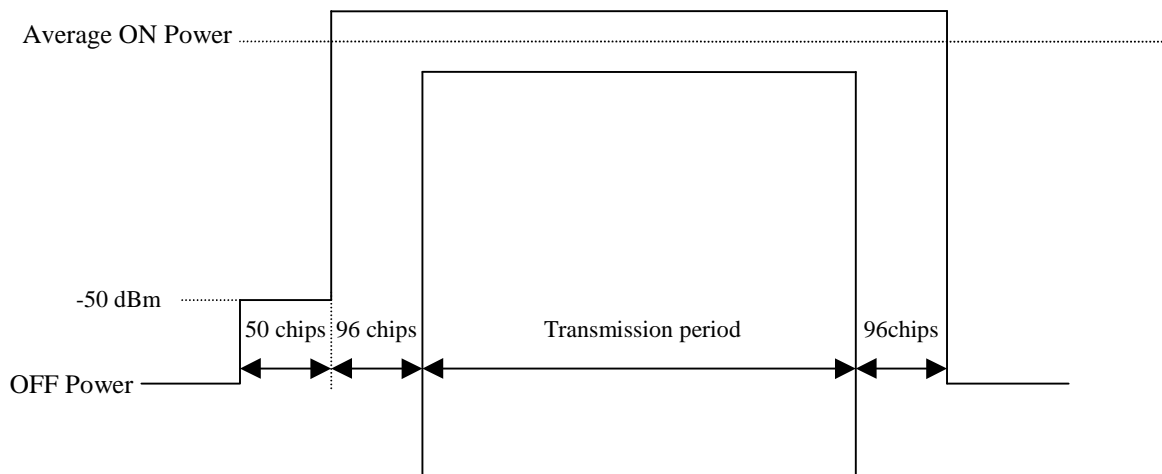 Average ON Power
-50 dBm
50 chips
96 chips
Transmission period
96chips
OFF Power